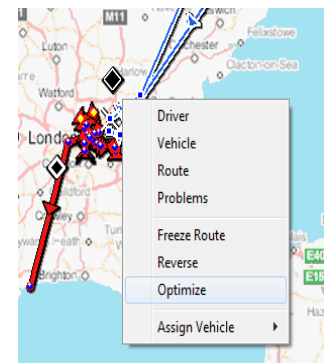 M11
Luton
Felixstowe
chester
Clacton-on-Sea
Watford
Driver
Vehicle
Route
Problems
Freeze Route
Reverse
Optimize
Assign Vehicle
Londo
Crawley
Brighton
E40
E15